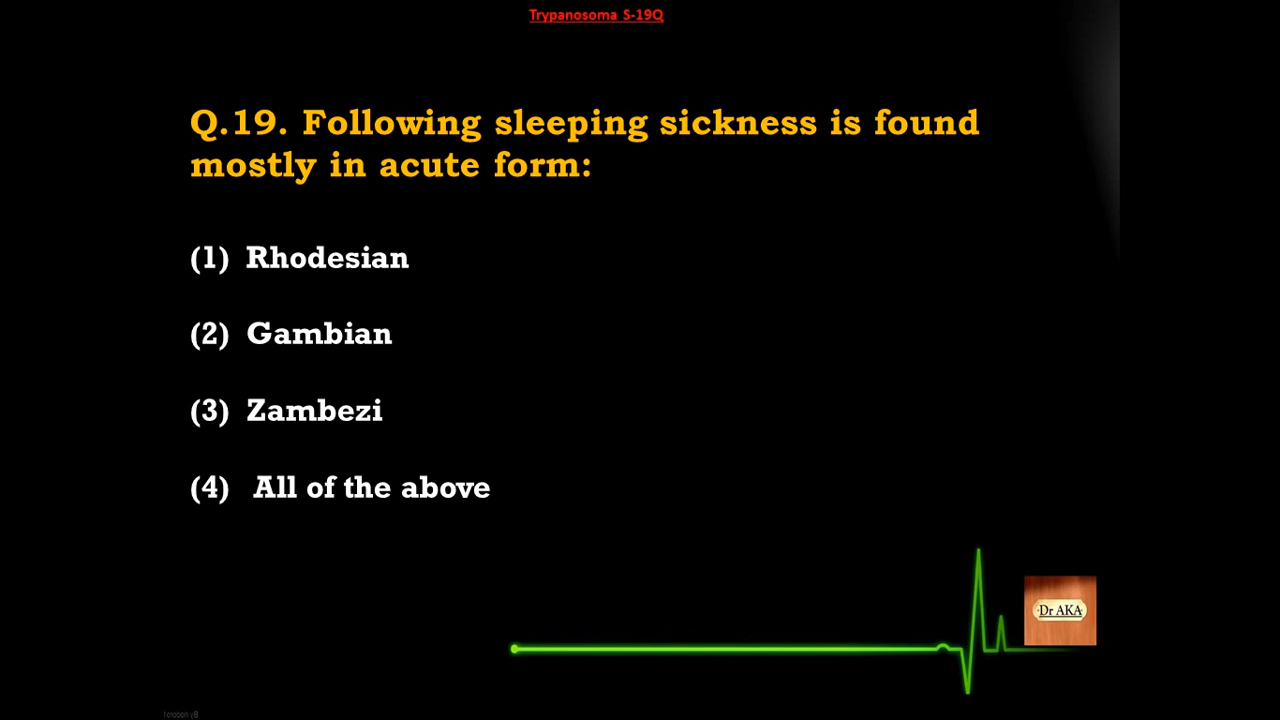 Trypanosoma S-19Q
Q.19. Following sleeping sickness is found
mostly in acute form:
(1) Rhodesian
(2) Gambian
(3) Zambezi
(4) All of the above
Dr AKA